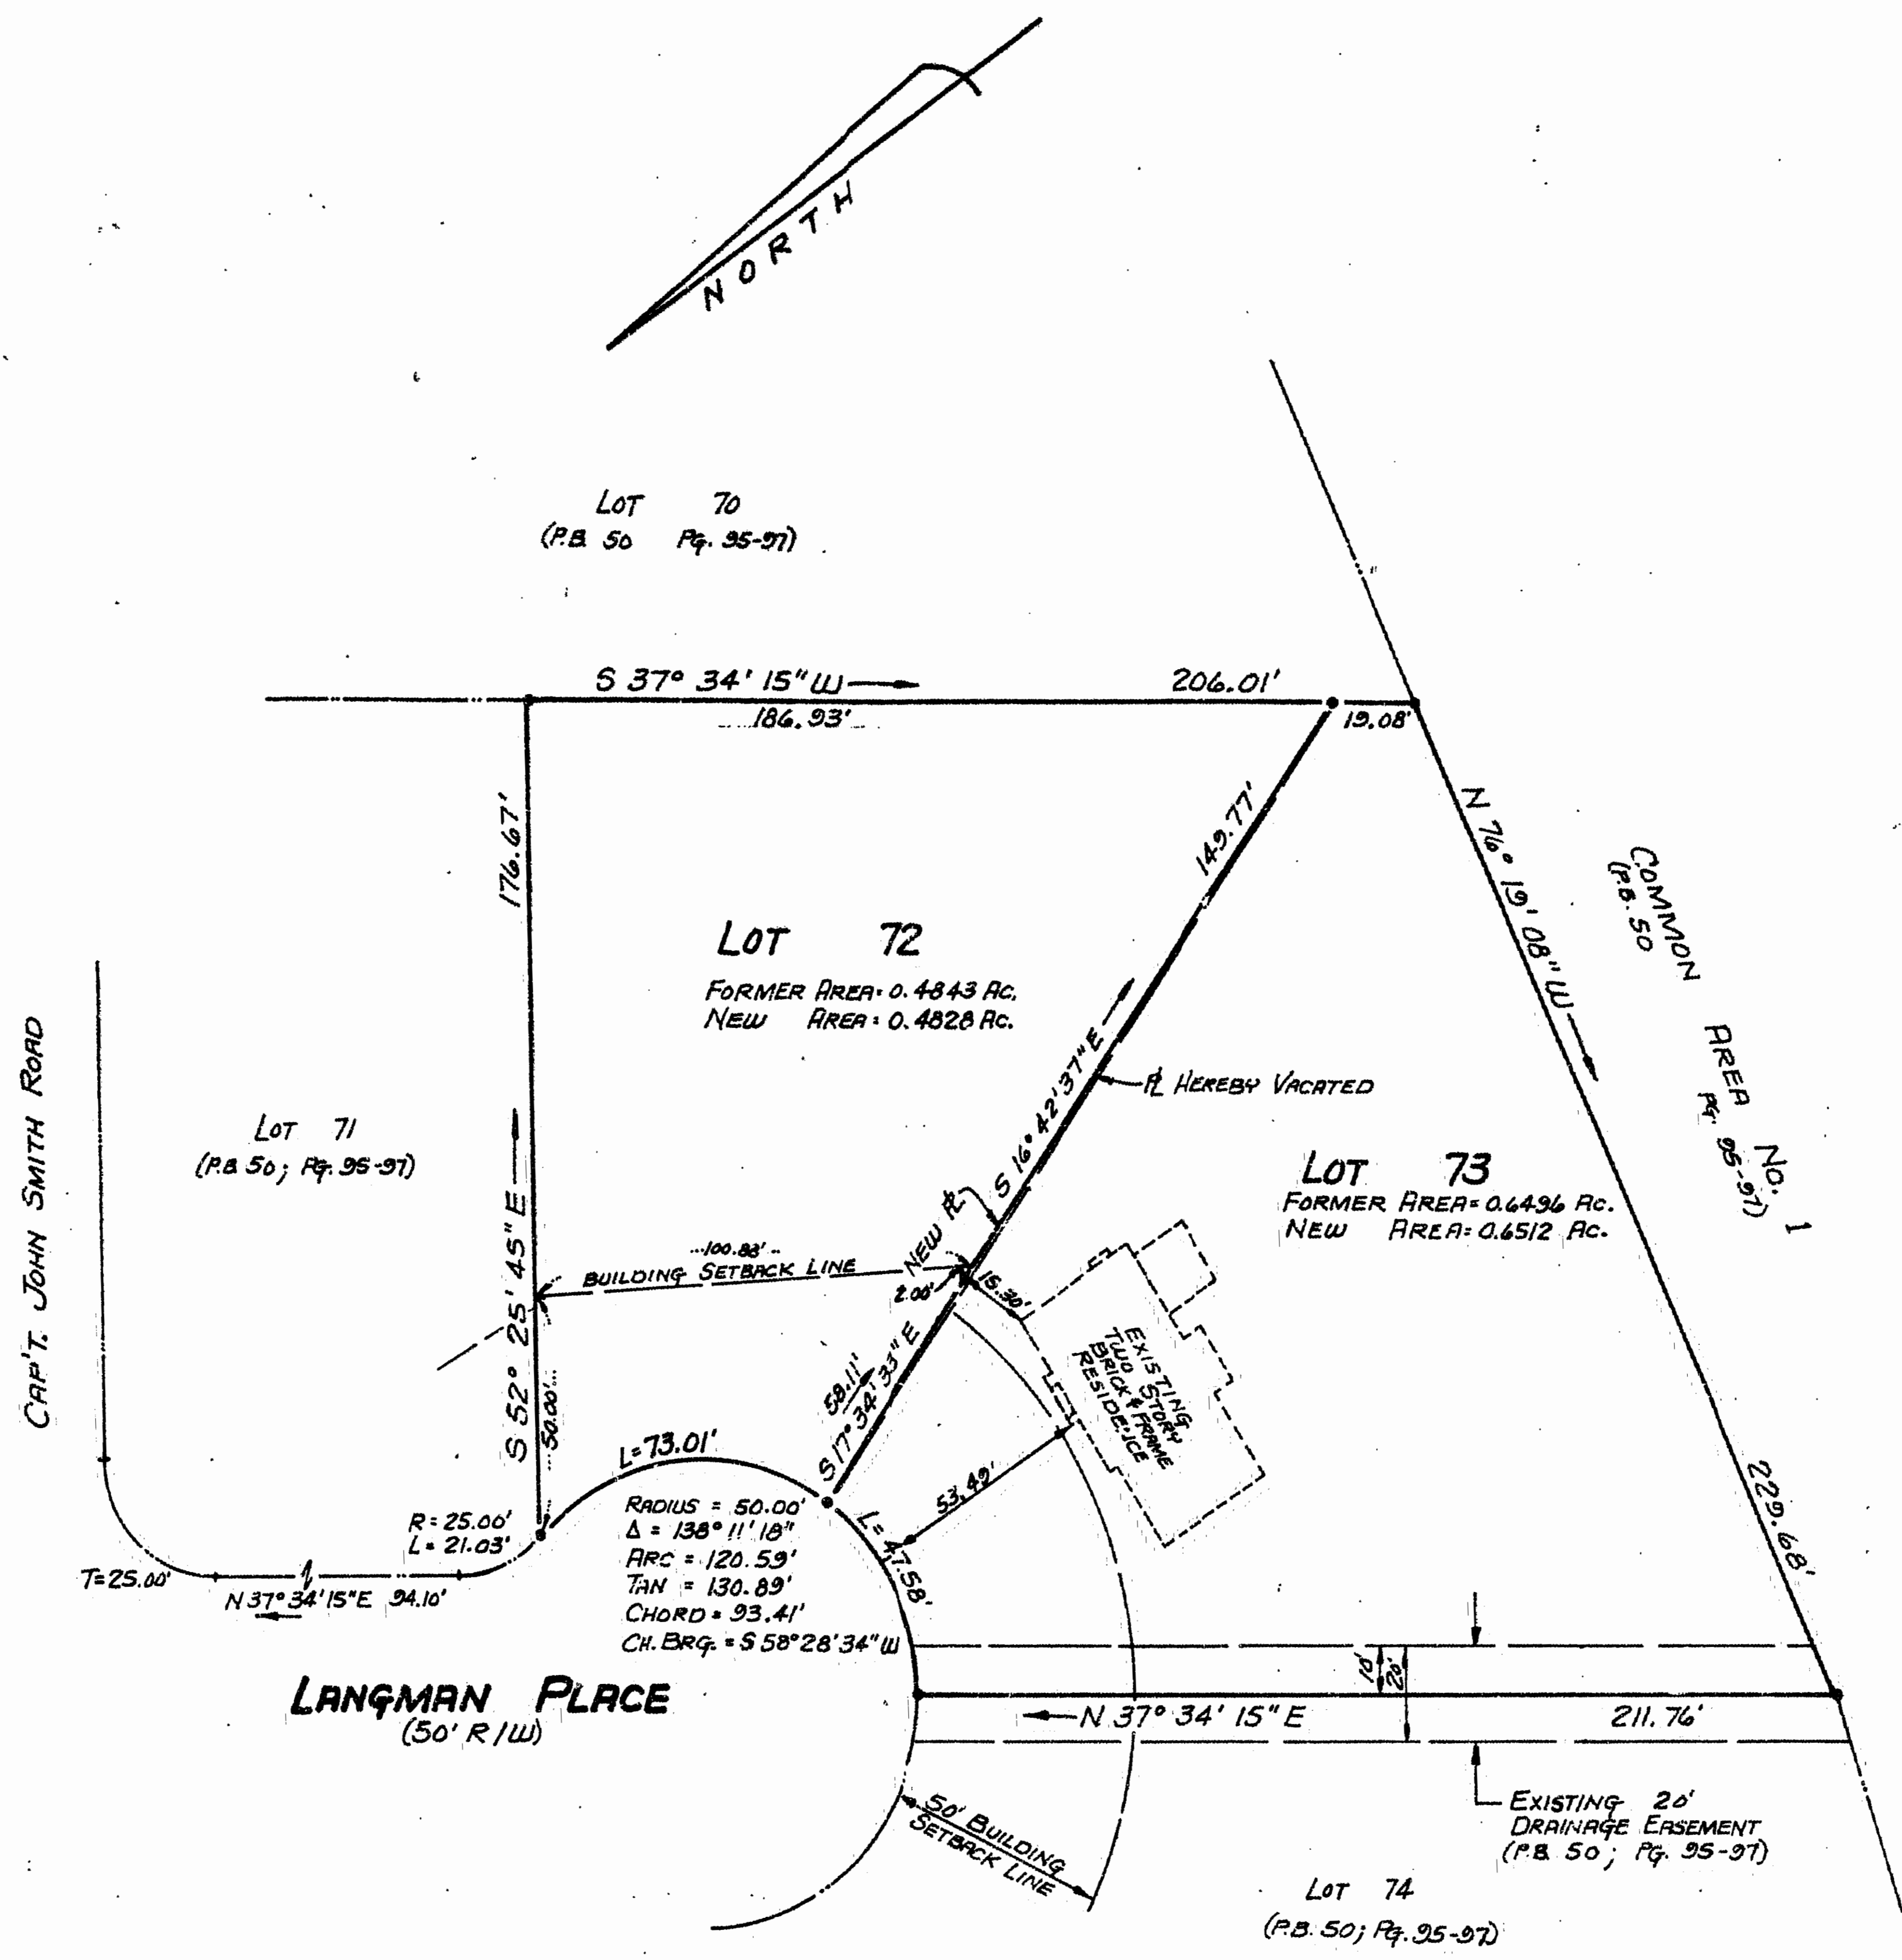 NORTH
LOT 70
(P.B. 50 PG. 95-97)
S 37° 34' 15" W
206.01'
186.93'
19.08'
176.67'
149.77'
N 76° 19' 08" W
COMMON AREA NO. 1
(P.B. 50 PG. 95-97)
LOT 72
FORMER AREA= 0.4843 AC.
NEW AREA= 0.4828 AC.
CAP'T. JOHN SMITH ROAD
LOT 71
(P.B. 50; PG. 95-97)
S 16° 42' 37" E
PL HEREBY VACATED
LOT 73
FORMER AREA= 0.6496 AC.
NEW AREA= 0.6512 AC.
S 52° 25' 45" E
NEW PL
100.83'
BUILDING SETBACK LINE
2.00'
15.30'
EXISTING
TWO STORY
BRICK & FRAME
RESIDENCE
58.11'
S 17° 34' 33" E
50.00'
L=73.01'
53.49'
229.68'
R=25.00'
L=21.03'
RADIUS = 50.00'
Δ = 138° 11' 18"
ARC = 120.59'
TAN = 130.89'
CHORD = 93.41'
CH. BRG. = S 58° 28' 34" W
L=47.58'
T=25.00'
N 37° 34' 15" E 94.10'
10'
20'
LANGMAN PLACE
(50' R/W)
N 37° 34' 15" E
211.76'
50' BUILDING
SETBACK LINE
EXISTING 20'
DRAINAGE EASEMENT
(P.B. 50; PG. 95-97)
LOT 74
(P.B. 50; PG. 95-97)